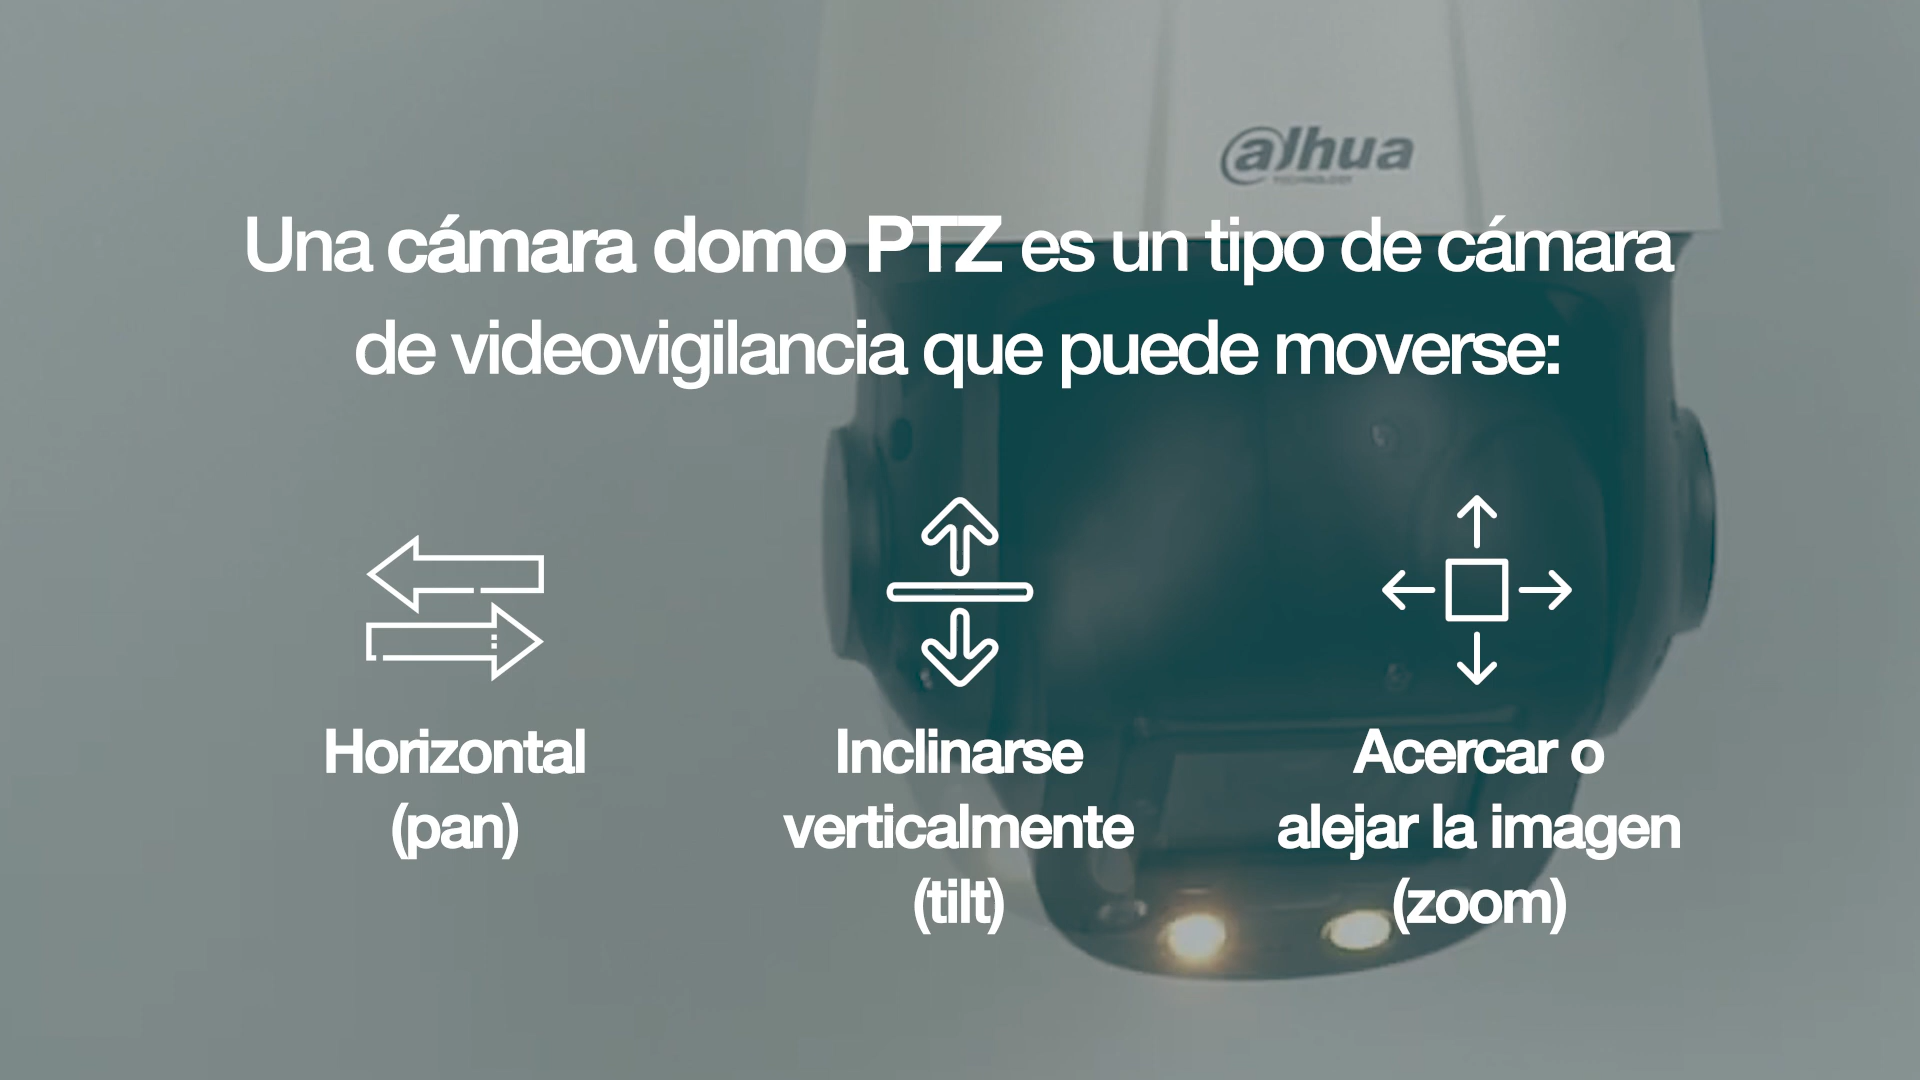 alhua
TECHNOLOGY
Una cámara domo PTZ es un tipo de cámara
de videovigilancia que puede moverse:
Horizontal
(pan)
Inclinarse
verticalmente
(tilt)
Acercar o
alejar la imagen
(zoom)